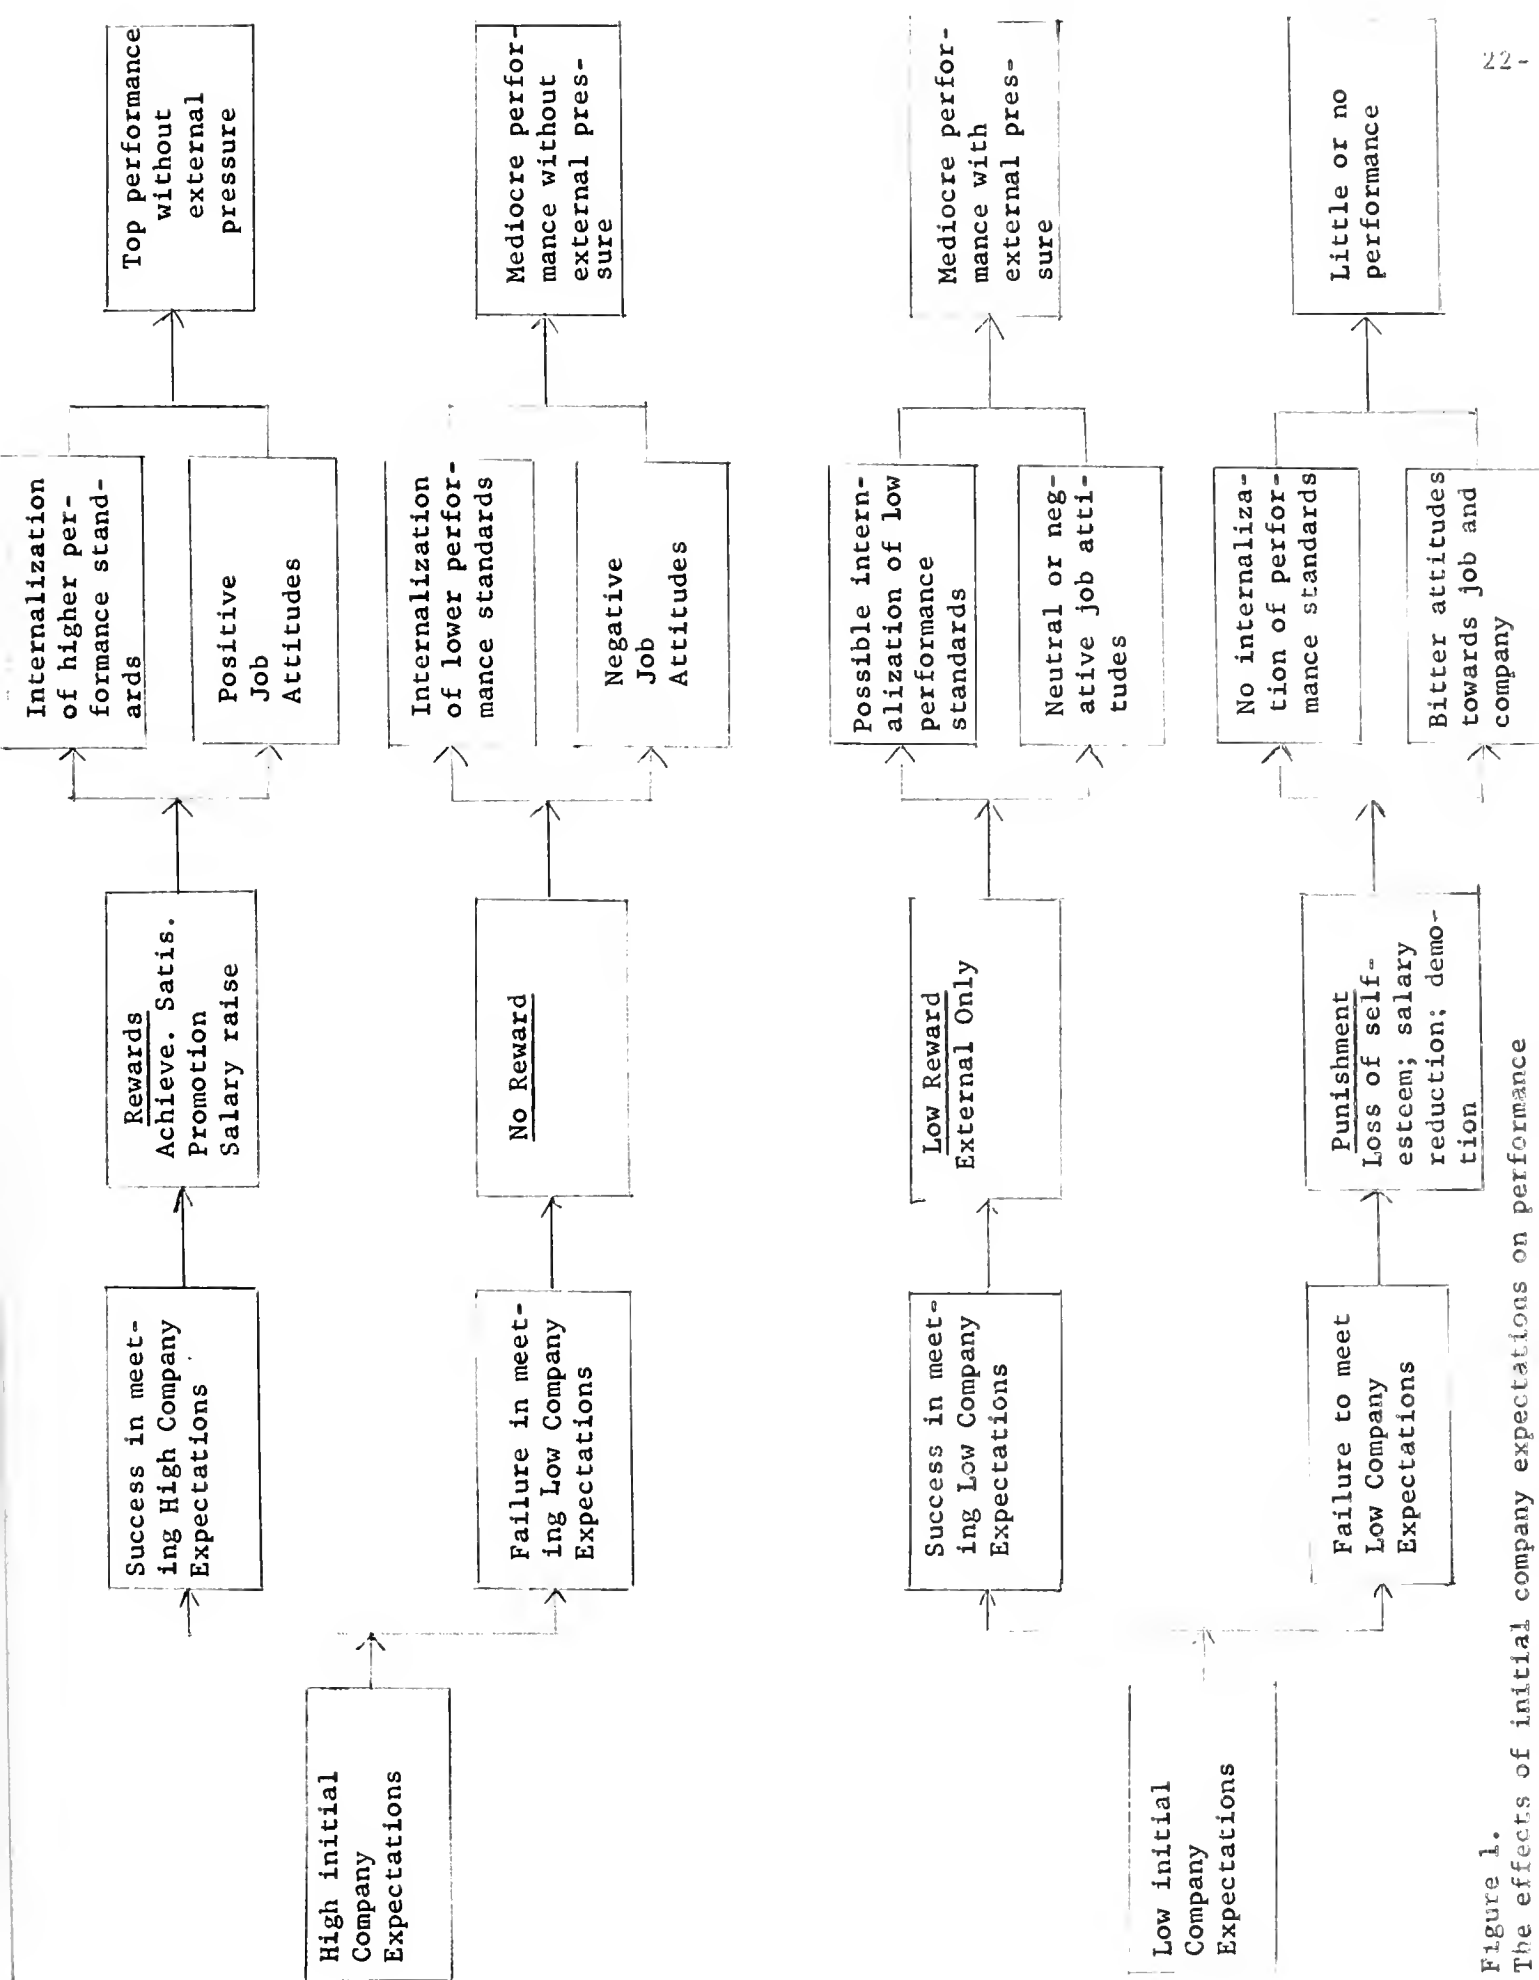 High initial
Company
Expectations
Success in meet-
ing High Company
Expectations
Rewards
Achieve. Satis.
Promotion
Salary raise
Internalization
of higher per-
formance stand-
ards
Positive
Job
Attitudes
Top performance
without
external
pressure
Failure in meet-
ing Low Company
Expectations
No Reward
Internalization
of lower perfor-
mance standards
Negative
Job
Attitudes
Mediocre perfor-
mance without
external pres-
sure
Low initial
Company
Expectations
Success in meet-
ing Low Company
Expectations
Low Reward
External Only
Possible intern-
alization of low
performance
standards
Neutral or neg-
ative job atti-
tudes
Mediocre perfor-
mance with
external pres-
sure
Failure to meet
Low Company
Expectations
Punishment
Loss of self-
esteem; salary
reduction; demo-
tion
No internaliza-
tion of perfor-
mance standards
Bitter attitudes
towards job and
company
Little or no
performance
Figure 1.
The effects of initial company expectations on performance
22-